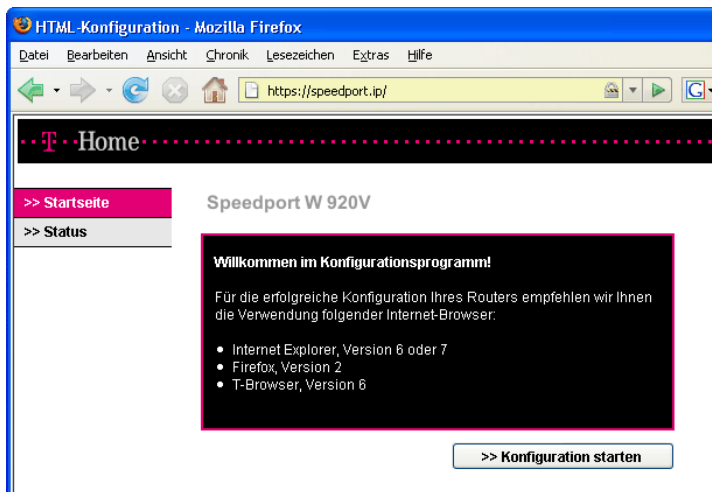 HTML-Konfiguration - Mozilla Firefox
Datei Bearbeiten Ansicht Chronik Lesezeichen Extras Hilfe
https://speedport.ip/
G
··T··Home
>> Startseite
>> Status
Speedport W 920V
Willkommen im Konfigurationsprogramm!
Für die erfolgreiche Konfiguration Ihres Routers empfehlen wir Ihnen
die Verwendung folgender Internet-Browser:
• Internet Explorer, Version 6 oder 7
• Firefox, Version 2
• T-Browser, Version 6
>> Konfiguration starten